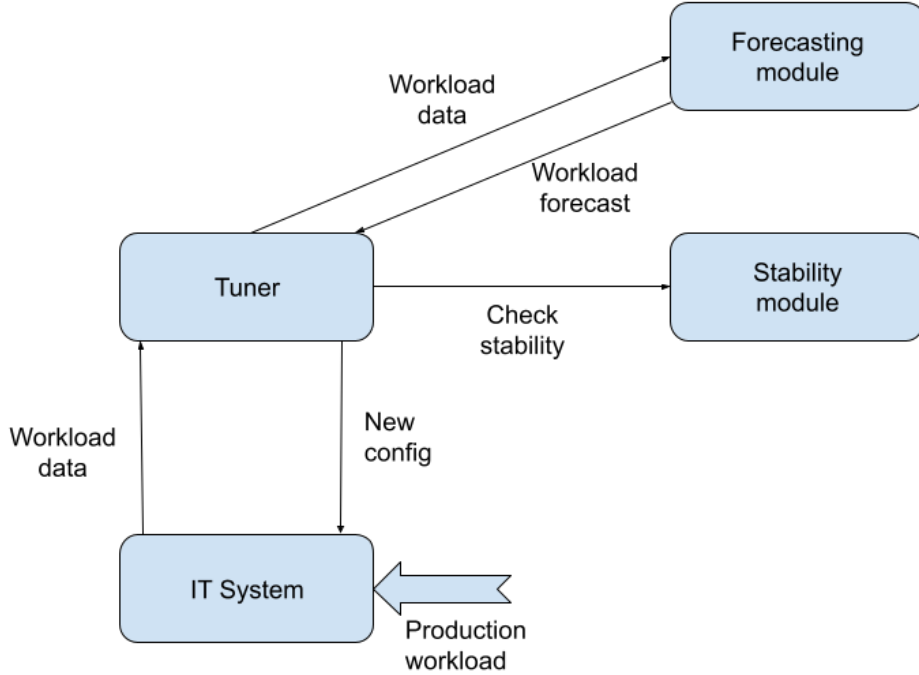 Forecasting
module
Workload
data
Workload
forecast
Tuner
Stability
module
Check
stability
New
config
Workload
data
IT System
Production
workload